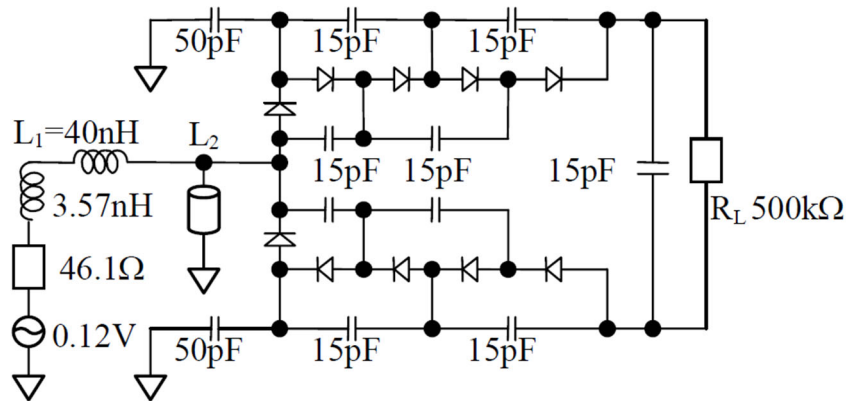 50pF 15pF 15pF
L₁=40nH L₂
15pF 15pF 15pF
3.57nH
R_L 500kΩ
46.1Ω
0.12V
50pF 15pF 15pF